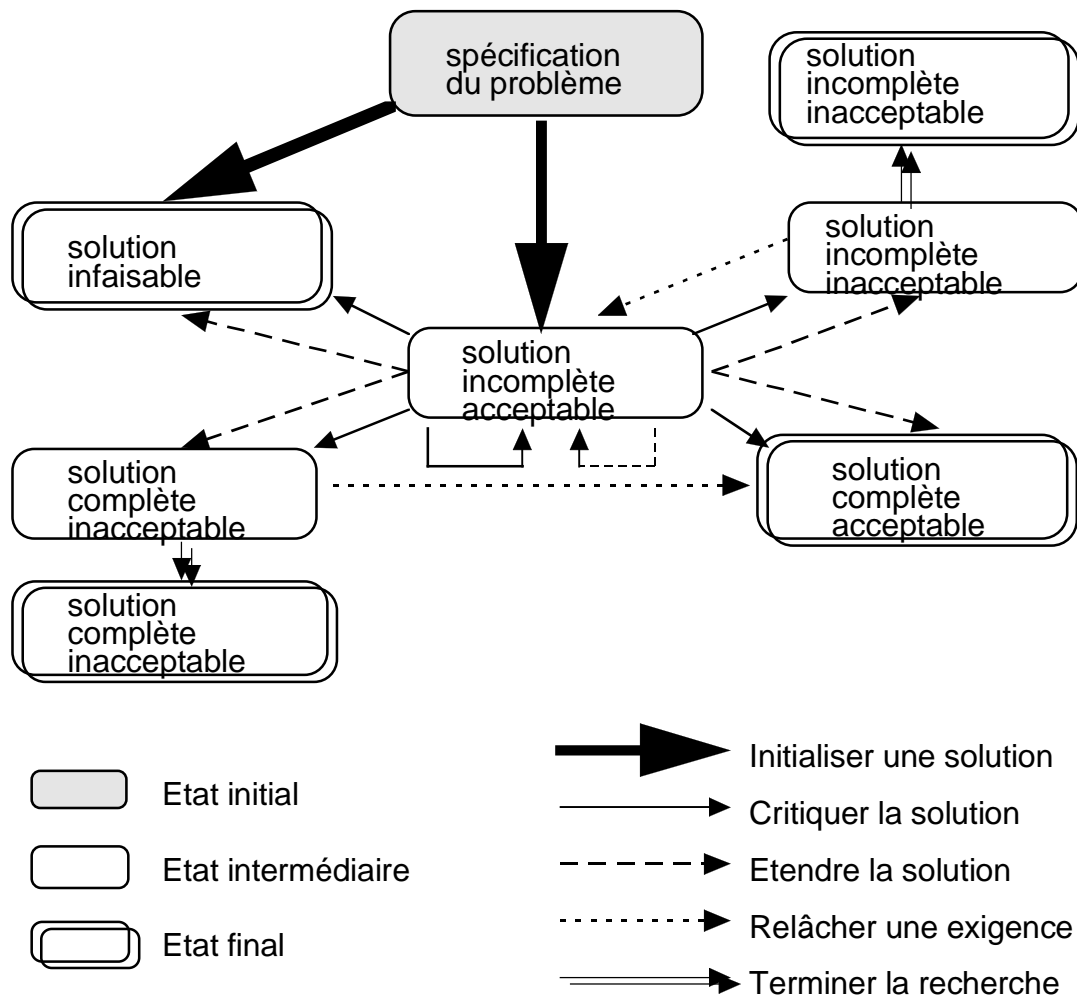 spécification
du problème
solution
incomplète
inacceptable
solution
infaisable
solution
incomplète
inacceptable
solution
incomplète
acceptable
solution
complète
inacceptable
solution
complète
acceptable
solution
complète
inacceptable
Etat initial
Etat intermédiaire
Etat final
Initialiser une solution
Critiquer la solution
Etendre la solution
Relâcher une exigence
Terminer la recherche